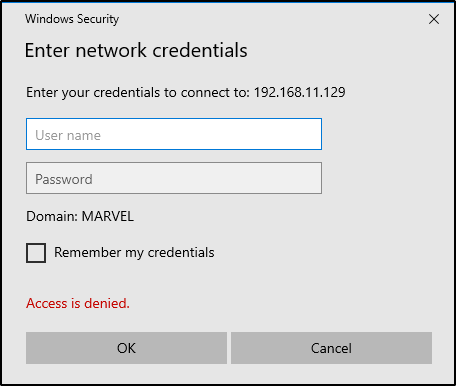 Windows Security
Enter network credentials
Enter your credentials to connect to: 192.168.11.129
User name
Password
Domain: MARVEL
Remember my credentials
Access is denied.
OK
Cancel